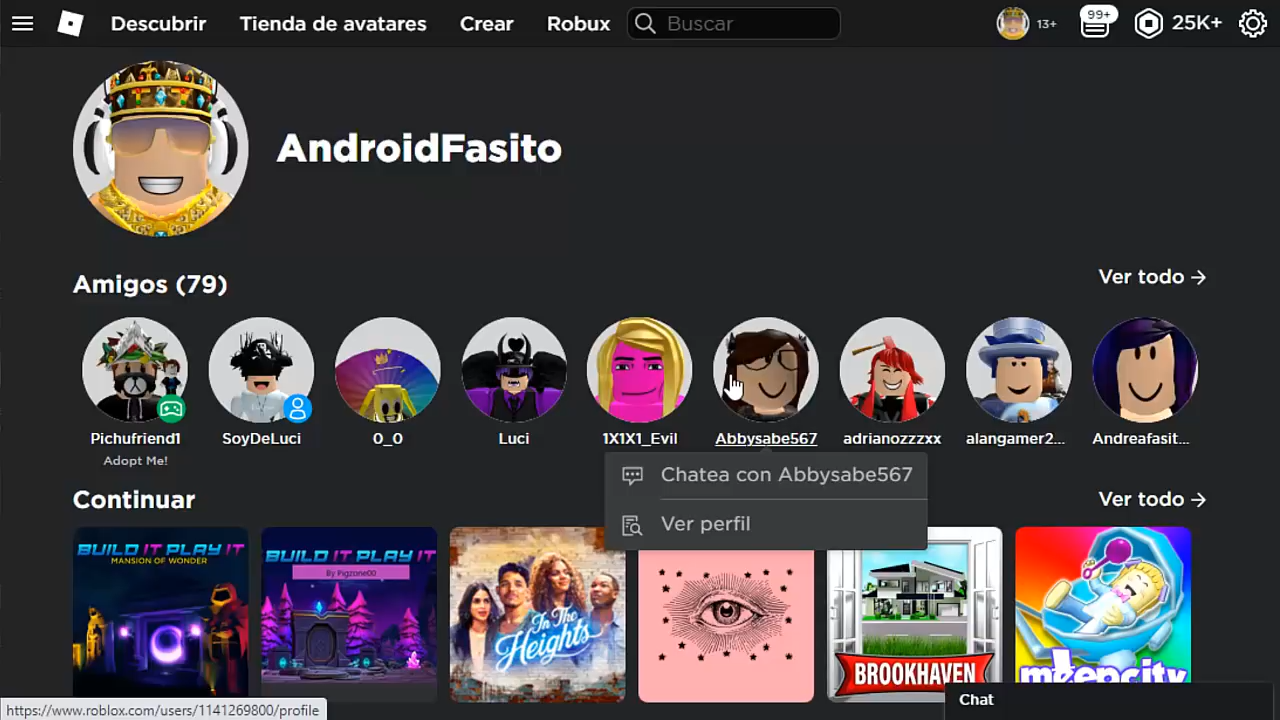 Descubrir
Tienda de avatares
Crear
Robux
Buscar
13+
99+
25K+
AndroidFasito
Amigos (79)
Ver todo →
Pichufriend1
SoyDeLuci
0_0
Luci
1X1X1_Evil
Abbysabe567
adrianozzzxx
alangamer2...
Andreafasit...
Adopt Me!
Chatea con Abbysabe567
Ver perfil
Continuar
Ver todo →
BUILD IT PLAY IT
MANSION OF WONDER
BUILD IT PLAY IT
By Pigzone00
In The
Heights
BROOKHAVEN
meepcity
Chat
https://www.roblox.com/users/1141269800/profile